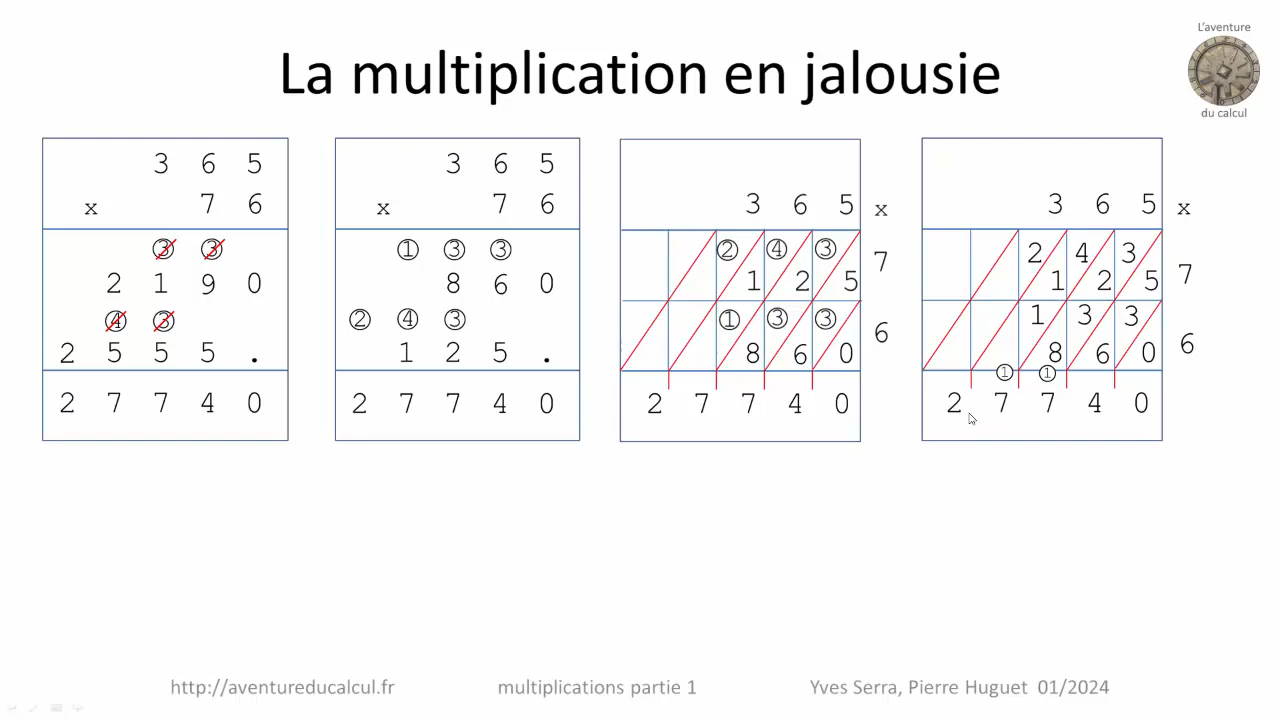 L'aventure
du calcul
La multiplication en jalousie
3 6 5
x 7 6
3 3
2 1 9 0
4 3
2 5 5 5 .
2 7 7 4 0
3 6 5
x 7 6
1 3 3
8 6 0
2 4 3
1 2 5 .
2 7 7 4 0
3 6 5 x
2 4 3
7
1 2 5
1 3 3
6
8 6 0
2 7 7 4 0
3 6 5 x
2 4 3
7
1 2 5
1 3 3
6
8 6 0
1 1
2 7 7 4 0
http://aventureducalcul.fr
multiplications partie 1
Yves Serra, Pierre Huguet 01/2024